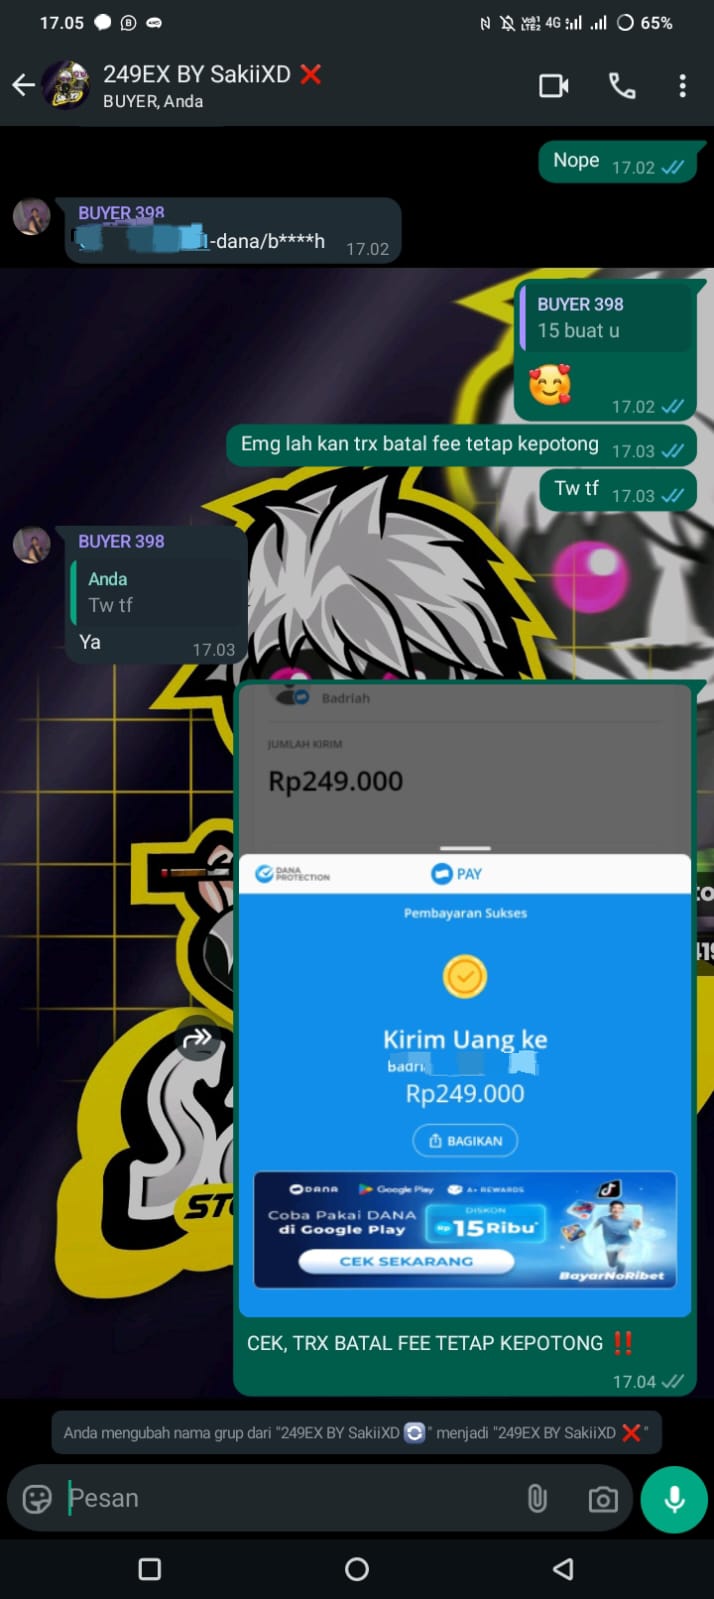 17.05
4G
65%
249EX BY SakiiXD ❌
BUYER, Anda
Nope 17.02
BUYER 398
-dana/b****h 17.02
BUYER 398
15 buat u
🥰
17.02
Emg lah kan trx batal fee tetap kepotong 17.03
Tw tf 17.03
BUYER 398
Anda
Tw tf
Ya 17.03
Badriah
JUMLAH KIRIM
Rp249.000
DANA PROTECTION
PAY
Pembayaran Sukses
Kirim Uang ke
Rp249.000
BAGIKAN
DANA Google Play A+ REWARDS
Coba Pakai DANA
di Google Play
DISKON
Rp 15Ribu*
CEK SEKARANG
BayarNoRibet
CEK, TRX BATAL FEE TETAP KEPOTONG ‼️
17.04
Anda mengubah nama grup dari "249EX BY SakiiXD 🔄" menjadi "249EX BY SakiiXD ❌"
Pesan